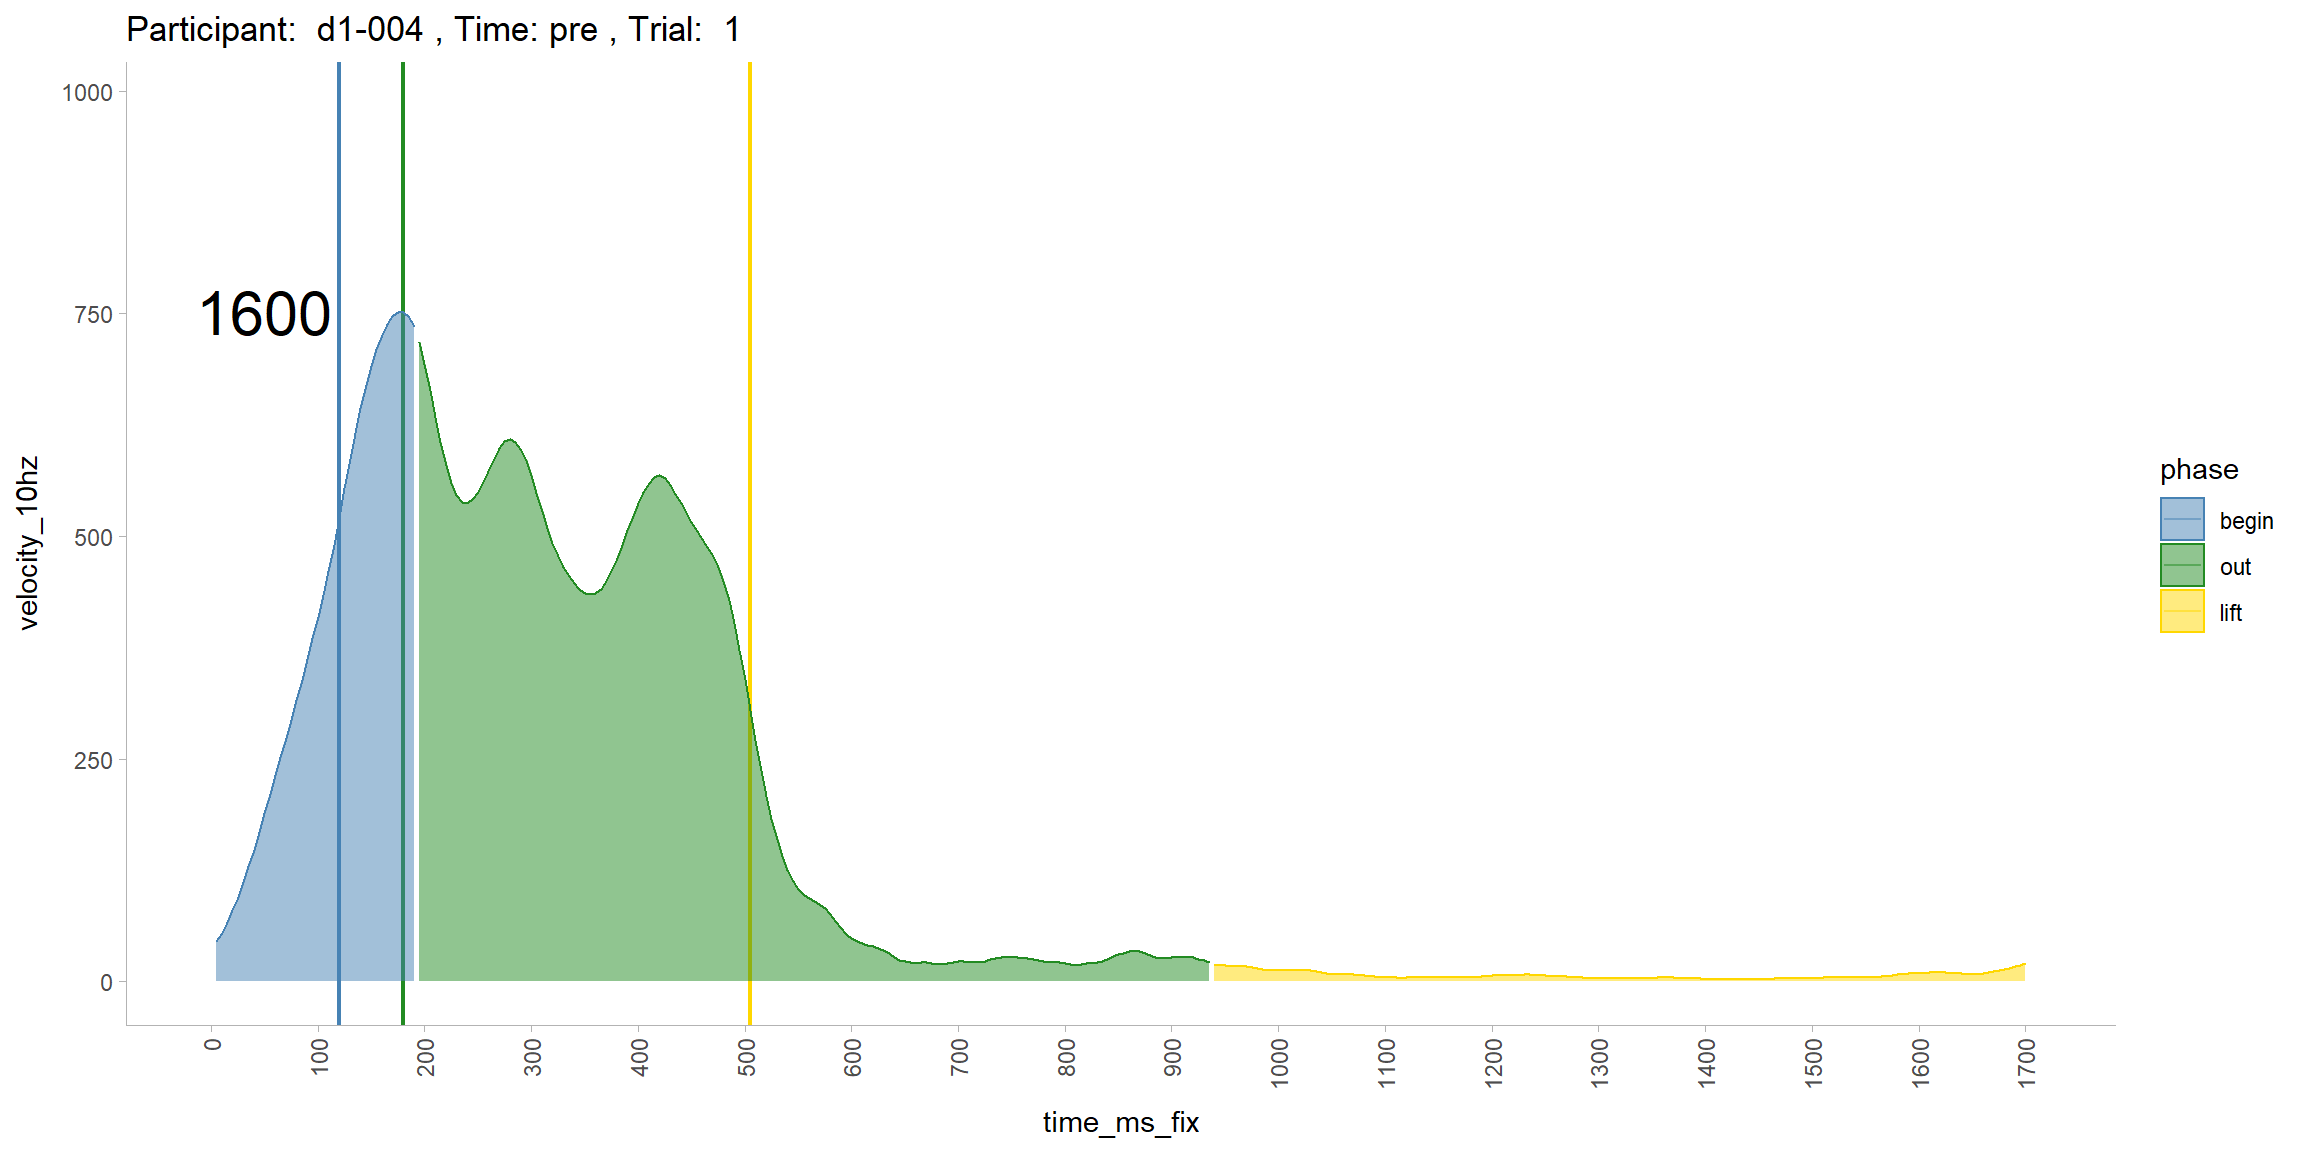 Participant:  d1-004 , Time: pre , Trial:  1
1000
750
500
250
0
1600
velocity_10hz
0 100 200 300 400 500 600 700 800 900 1000 1100 1200 1300 1400 1500 1600 1700
time_ms_fix
phase
begin
out
lift